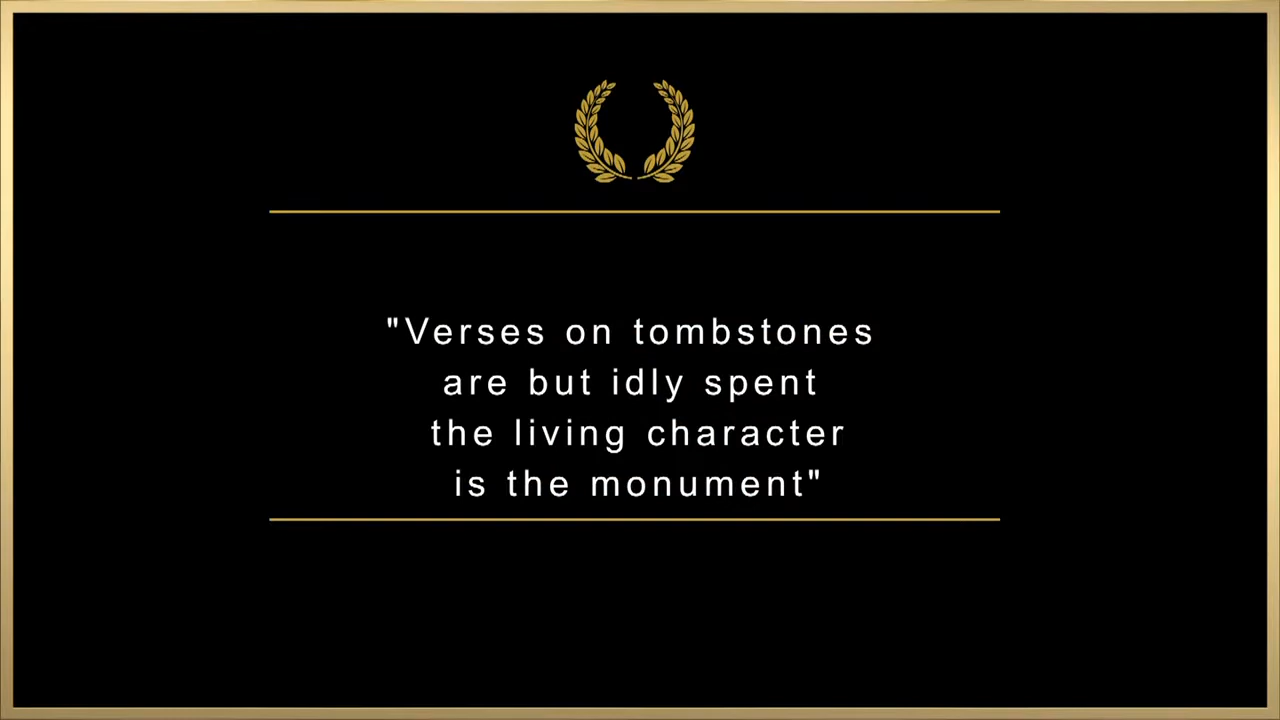 "Verses on tombstones
are but idly spent
the living character
is the monument"